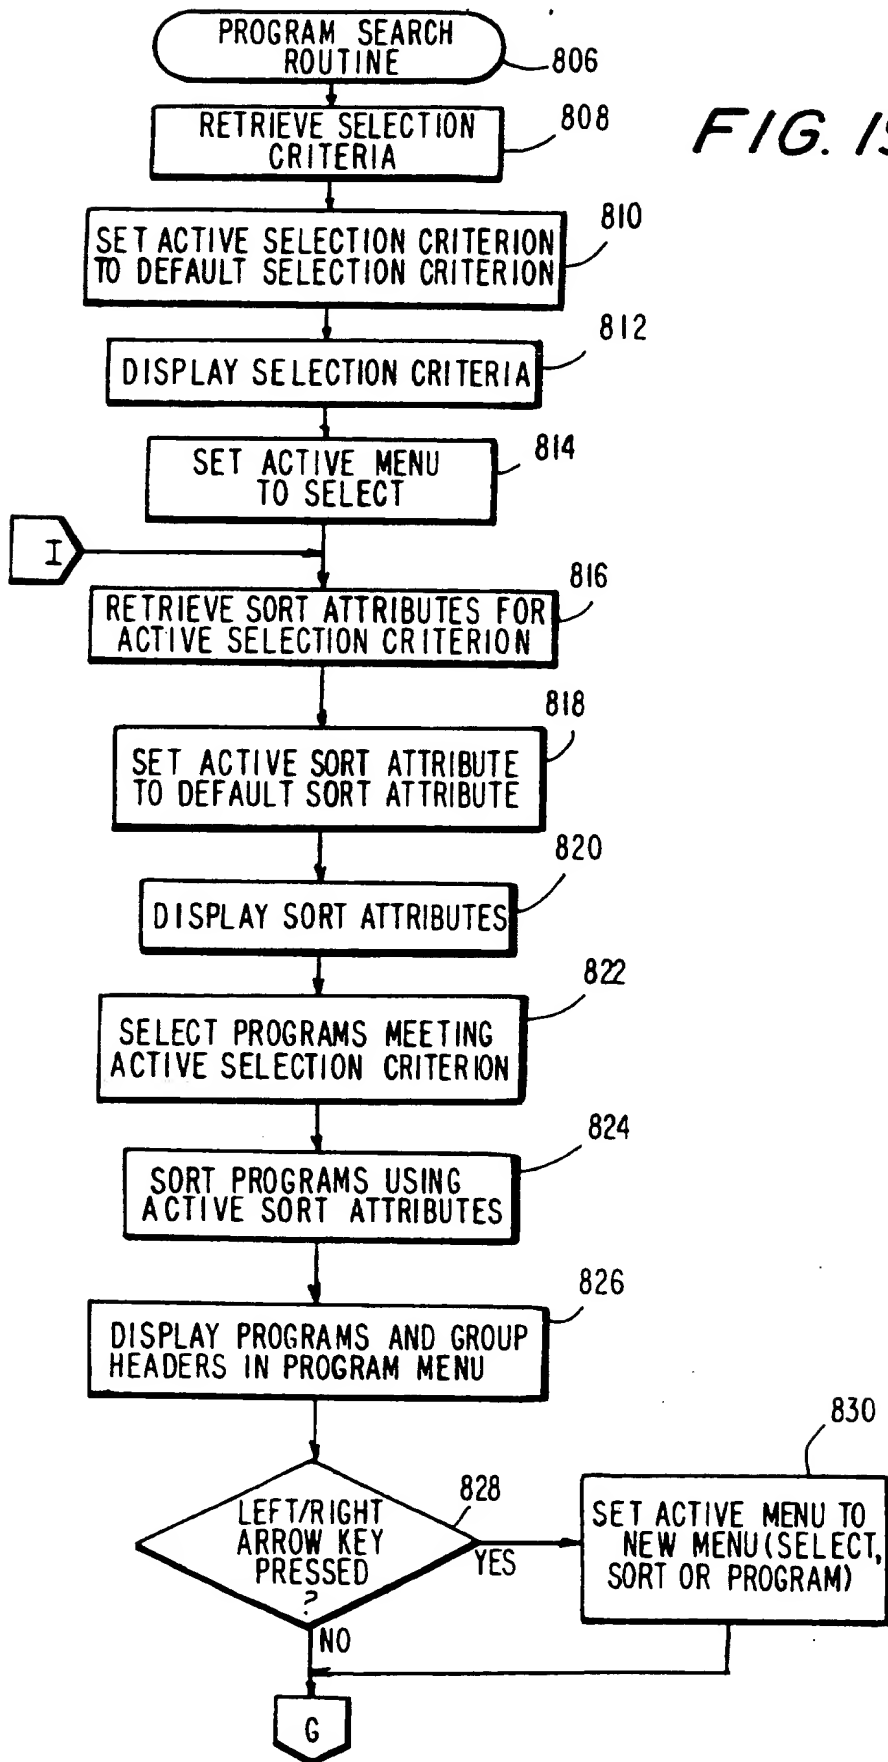 PROGRAM SEARCH
ROUTINE
806
FIG. 1
RETRIEVE SELECTION
CRITERIA
808
SET ACTIVE SELECTION CRITERION
TO DEFAULT SELECTION CRITERION
810
DISPLAY SELECTION CRITERIA
812
SET ACTIVE MENU
TO SELECT
814
I
RETRIEVE SORT ATTRIBUTES FOR
ACTIVE SELECTION CRITERION
816
SET ACTIVE SORT ATTRIBUTE
TO DEFAULT SORT ATTRIBUTE
818
DISPLAY SORT ATTRIBUTES
820
SELECT PROGRAMS MEETING
ACTIVE SELECTION CRITERION
822
SORT PROGRAMS USING
ACTIVE SORT ATTRIBUTES
824
DISPLAY PROGRAMS AND GROUP
HEADERS IN PROGRAM MENU
826
LEFT/RIGHT
ARROW KEY
PRESSED
?
828
YES
SET ACTIVE MENU TO
NEW MENU (SELECT,
SORT OR PROGRAM)
830
NO
G